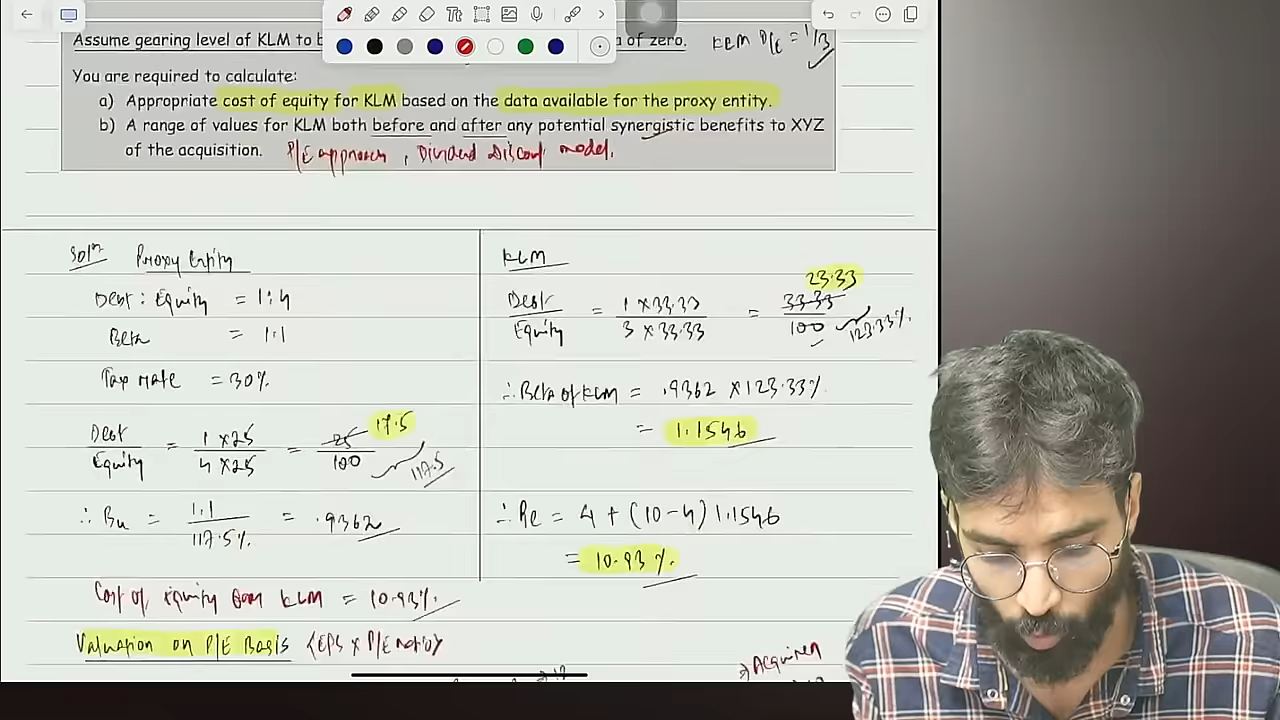 Assume gearing level of KLM to b of zero. KLM D/E = 1/3
You are required to calculate:
a) Appropriate cost of equity for KLM based on the data available for the proxy entity.
b) A range of values for KLM both before and after any potential synergistic benefits to XYZ
of the acquisition. P/E approach, Dividend Discount model.
Soln Proxy Entity
Debt : Equity = 1:4
Beta = 1.1
Tax rate = 30%
Debt / Equity = 1 x 25 / 4 x 25 = 25 / 100 17.5 117.5
∴ Bu = 1.1 / 117.5% = .9362
KLM
Debt / Equity = 1 x 33.33 / 3 x 33.33 = 33.33 / 100 23.33 123.33%
∴ Beta of KLM = .9362 x 123.33%
= 1.1546
∴ Re = 4 + (10-4) 1.1546
= 10.93%
Cost of equity for KLM = 10.93%
Valuation on P/E Basis {EPS x P/E ratio}
→ Acquirer